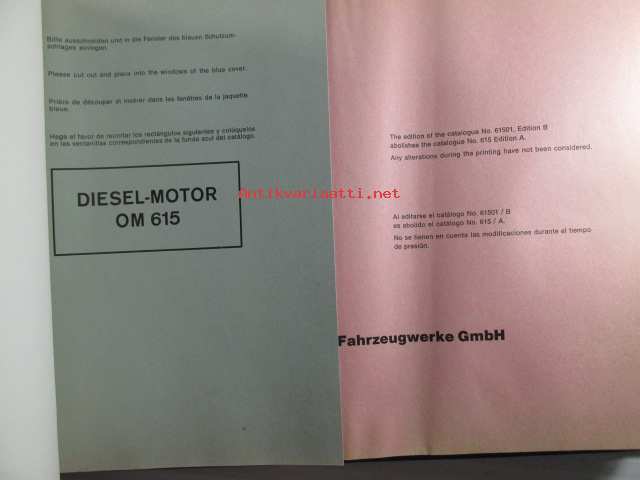 Bitte ausschneiden und in die Fenster des blauen Schutzum-
schlages einlegen.
Please cut out and place into the windows of the blue cover.
Prière de découper et insérer dans les fenêtres de la jaquette
bleue.
Haga el favor de recortar los rectángulos siguientes y colóquelos
en las ventanillas correspondientes de la funda azul del catálogo.
DIESEL-MOTOR
OM 615
The edition of the catalogue No. 61501, Edition B
abolishes the catalogue No. 615 Edition A.
Any alterations during the printing have not been considered.
Antikvariaatti.net
Al editarse el catálogo No. 61501 / B
es abolido el catálogo No. 615 / A.
No se tienen en cuenta las modificaciones durante el tiempo
de presión.
Fahrzeugwerke GmbH